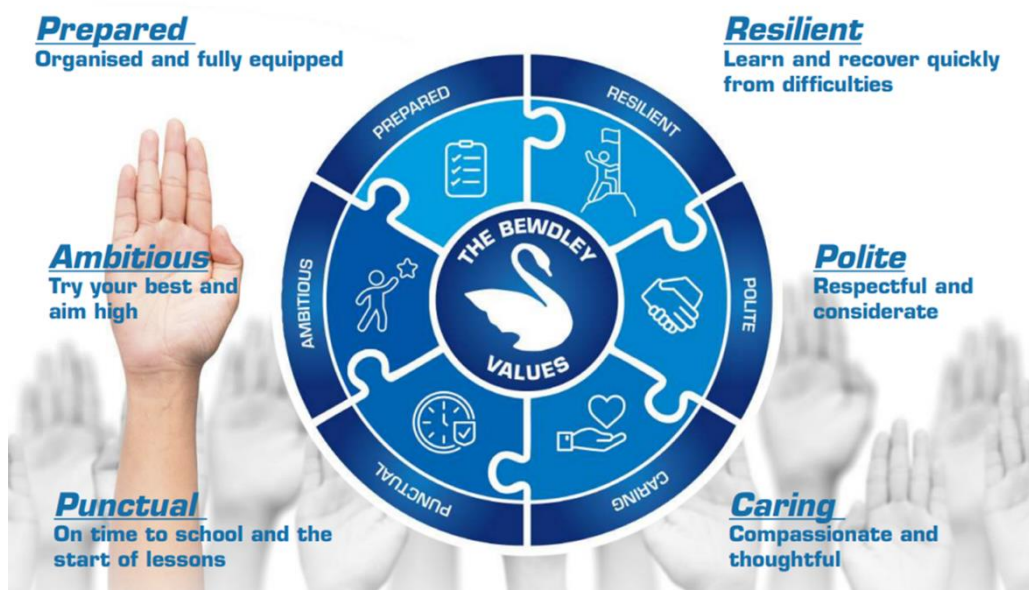 Prepared
Organised and fully equipped
Resilient
Learn and recover quickly
from difficulties
Ambitious
Try your best and
aim high
Polite
Respectful and
considerate
Punctual
On time to school and the
start of lessons
Caring
Compassionate and
thoughtful
PREPARED
RESILIENT
AMBITIOUS
POLITE
PUNCTUAL
CARING
THE BEWDLEY
VALUES